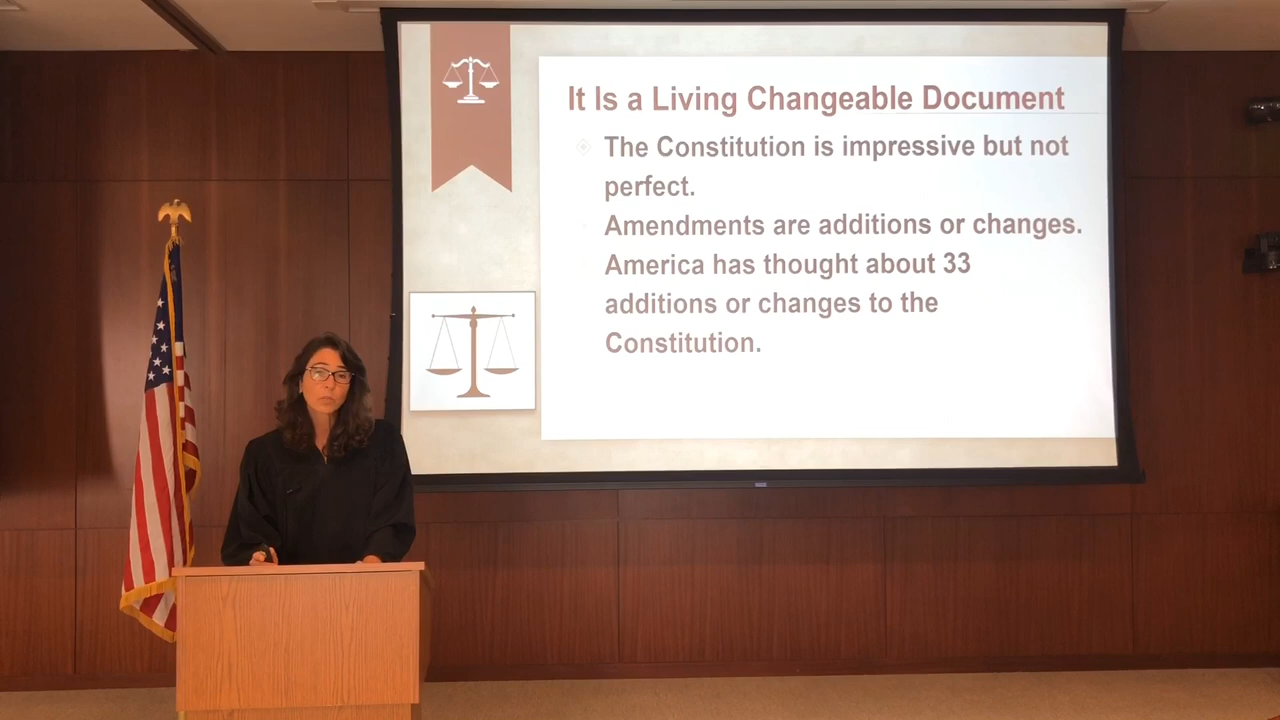 It Is a Living Changeable Document
The Constitution is impressive but not
perfect.
Amendments are additions or changes.
America has thought about 33
additions or changes to the
Constitution.